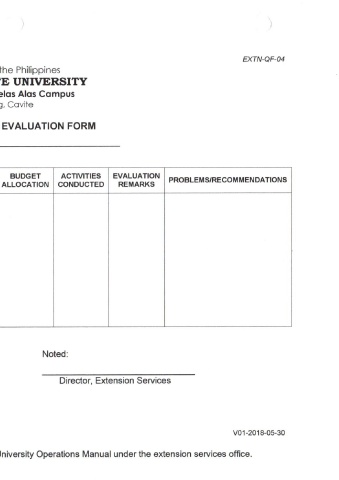 EXTN-QF-04
the Philippines
E UNIVERSITY
elas Alas Campus
g, Cavite
EVALUATION FORM
BUDGET ALLOCATION
ACTIVITIES CONDUCTED
EVALUATION REMARKS
PROBLEMS/RECOMMENDATIONS
Noted:
Director, Extension Services
V01-2018-05-30
University Operations Manual under the extension services office.